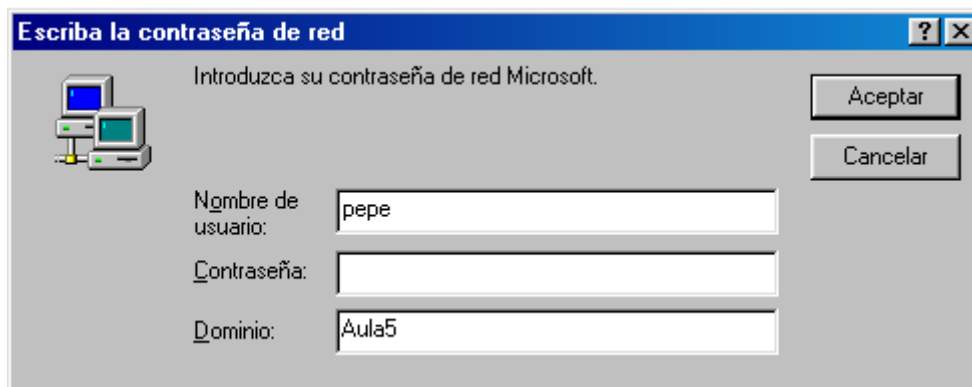 Escriba la contraseña de red
Introduzca su contraseña de red Microsoft.
Aceptar
Cancelar
Nombre de
usuario:
pepe
Contraseña:
Dominio:
Aula5